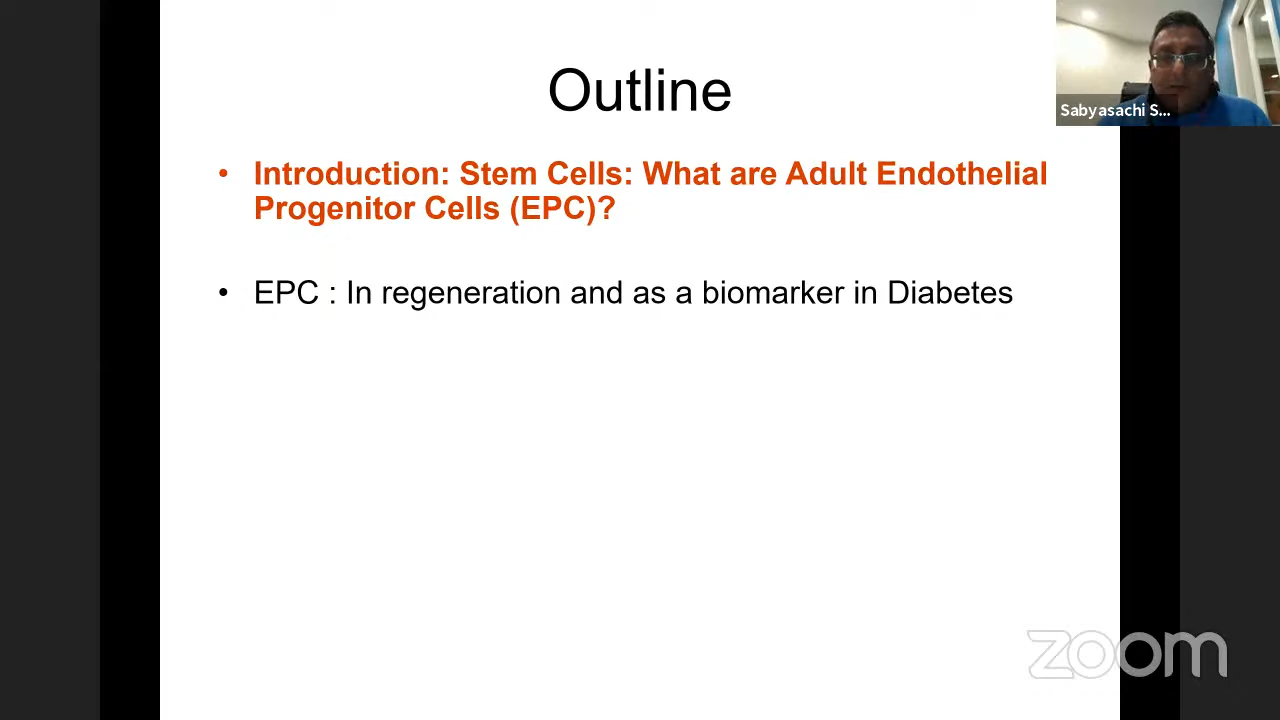 Outline
Sabyasachi S...
• Introduction: Stem Cells: What are Adult Endothelial
Progenitor Cells (EPC)?
• EPC : In regeneration and as a biomarker in Diabetes
zoom